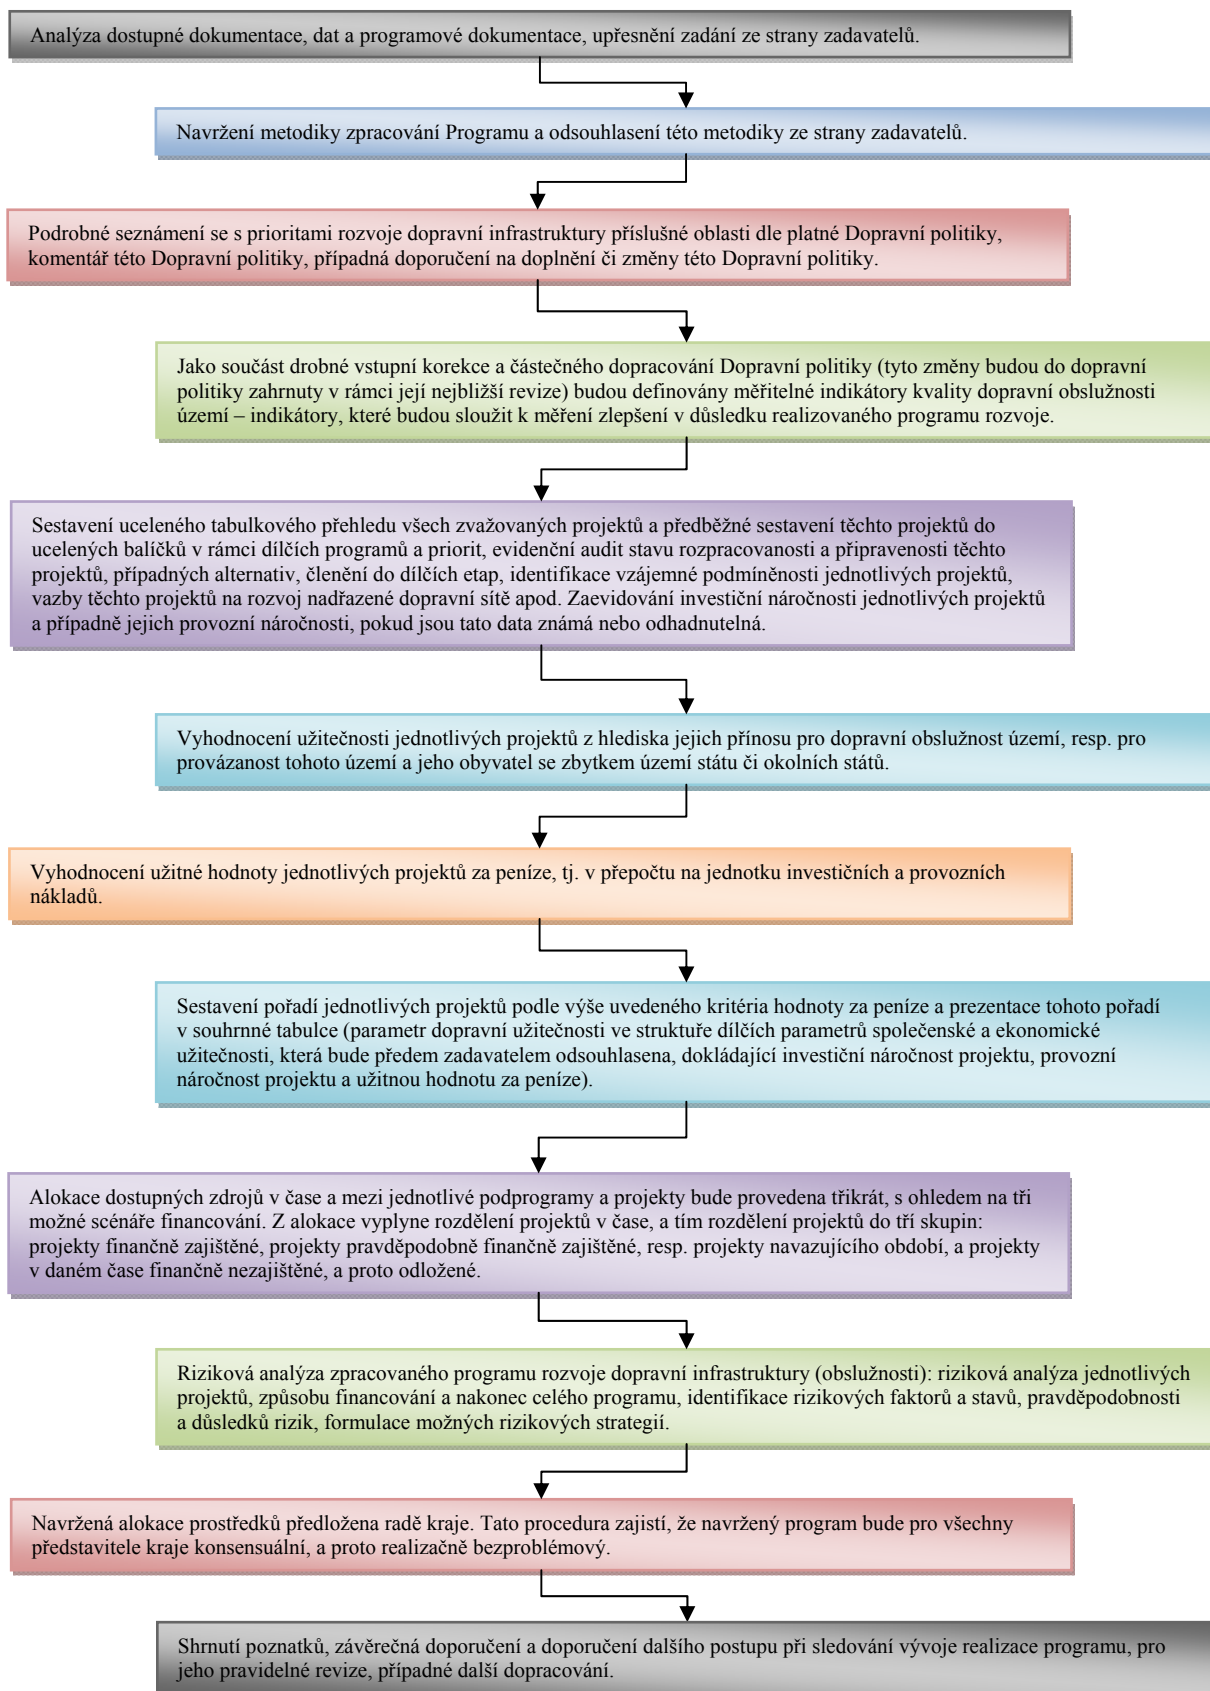 Analýza dostupné dokumentace, dat a programové dokumentace, upřesnění zadání ze strany zadavatelů.
Navržení metodiky zpracování Programu a odsouhlasení této metodiky ze strany zadavatelů.
Podrobné seznámení se s prioritami rozvoje dopravní infrastruktury příslušné oblasti dle platné Dopravní politiky,
komentář této Dopravní politiky, případná doporučení na doplnění či změny této Dopravní politiky.
Jako součást drobné vstupní korekce a částečného dopracování Dopravní politiky (tyto změny budou do dopravní
politiky zahrnuty v rámci její nejbližší revize) budou definovány měřitelné indikátory kvality dopravní obslužnosti
území – indikátory, které budou sloužit k měření zlepšení v důsledku realizovaného programu rozvoje.
Sestavení uceleného tabulkového přehledu všech zvažovaných projektů a předběžné sestavení těchto projektů do
ucelených balíčků v rámci dílčích programů a priorit, evidenční audit stavu rozpracovanosti a připravenosti těchto
projektů, případných alternativ, členění do dílčích etap, identifikace vzájemné podmíněnosti jednotlivých projektů,
vazby těchto projektů na rozvoj nadřazené dopravní sítě apod. Zaevidování investiční náročnosti jednotlivých projektů
a případně jejich provozní náročnosti, pokud jsou tato data známá nebo odhadnutelná.
Vyhodnocení užitečnosti jednotlivých projektů z hlediska jejich přínosu pro dopravní obslužnost území, resp. pro
provázanost tohoto území a jeho obyvatel se zbytkem území státu či okolních států.
Vyhodnocení užitné hodnoty jednotlivých projektů za peníze, tj. v přepočtu na jednotku investičních a provozních
nákladů.
Sestavení pořadí jednotlivých projektů podle výše uvedeného kritéria hodnoty za peníze a prezentace tohoto pořadí
v souhrnné tabulce (parametr dopravní užitečnosti ve struktuře dílčích parametrů společenské a ekonomické
užitečnosti, která bude předem zadavatelem odsouhlasena, dokládající investiční náročnost projektu, provozní
náročnost projektu a užitnou hodnotu za peníze).
Alokace dostupných zdrojů v čase a mezi jednotlivé podprogramy a projekty bude provedena třikrát, s ohledem na tři
možné scénáře financování. Z alokace vyplyne rozdělení projektů v čase, a tím rozdělení projektů do tří skupin:
projekty finančně zajištěné, projekty pravděpodobně finančně zajištěné, resp. projekty navazujícího období, a projekty
v daném čase finančně nezajištěné, a proto odložené.
Riziková analýza zpracovaného programu rozvoje dopravní infrastruktury (obslužnosti): riziková analýza jednotlivých
projektů, způsobu financování a nakonec celého programu, identifikace rizikových faktorů a stavů, pravděpodobnosti
a důsledků rizik, formulace možných rizikových strategií.
Navržená alokace prostředků předložena radě kraje. Tato procedura zajistí, že navržený program bude pro všechny
představitele kraje konsensuální, a proto realizačně bezproblémový.
Shrnutí poznatků, závěrečná doporučení a doporučení dalšího postupu při sledování vývoje realizace programu, pro
jeho pravidelné revize, případné další dopracování.